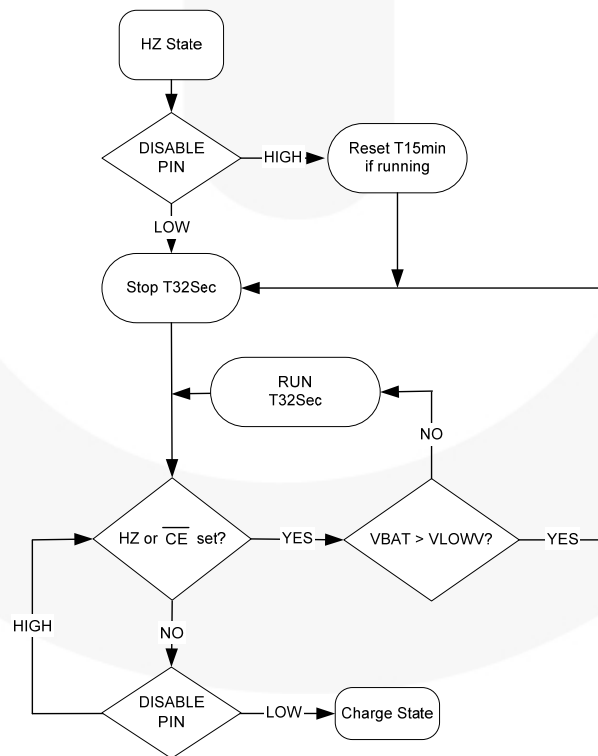 HZ State
DISABLE
PIN
HIGH
Reset T15min
if running
LOW
Stop T32Sec
RUN
T32Sec
NO
HZ or C̅E̅ set?
YES
VBAT > VLOWV?
YES
HIGH
NO
DISABLE
PIN
LOW
Charge State